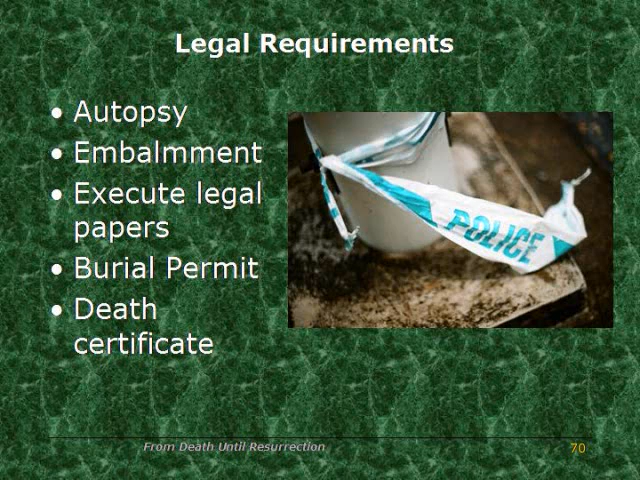 Legal Requirements
• Autopsy
• Embalmment
• Execute legal
papers
• Burial Permit
• Death
certificate
POLICE
From Death Until Resurrection
70